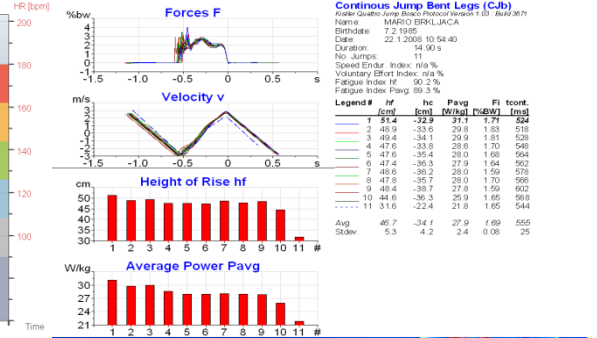 HR [bpm]
200
180
160
140
120
100
Time
Forces F
%bw
4
3
2
1
0
-1
-1.5 -1.0 -0.5 0.0 0.5 s
Velocity v
m/s
3
2
1
0
-1
-2
-3
-1.5 -1.0 -0.5 0 0.5 [s]
Height of Rise hf
cm
50
45
40
35
30
1 2 3 4 5 6 7 8 9 10 11 #
Average Power Pavg
W/kg
30
27
24
21
1 2 3 4 5 6 7 8 9 10 11 #
Continous Jump Bent Legs (CJb)
Kistler Quattro Jump Bosco Protocol Version 1.03 : Build 3671
Name: MARIO BRKLJACA
Birthdate: 7.2.1985
Date: 22.1.2008 10:54:40
Duration: 14.90 s
No. Jumps: 11
Speed Endur. Index: n/a %
Voluntary Effort Index: n/a %
Fatigue Index hf: 90.2 %
Fatigue Index Pavg: 89.3 %
Legend # hf hc Pavg Fi tcont.
[cm] [cm] [W/kg] [%BW] [ms]
1 51.4 -32.9 31.1 1.71 524
2 48.9 -33.6 29.8 1.83 518
3 49.4 -34.1 29.9 1.81 528
4 47.6 -33.8 28.6 1.70 548
5 47.6 -35.4 28.0 1.68 564
6 47.4 -36.3 27.9 1.64 562
7 48.6 -36.2 28.0 1.59 578
8 47.8 -35.7 28.0 1.70 566
9 48.4 -38.7 27.8 1.59 602
10 44.6 -36.3 25.9 1.65 568
11 31.6 -22.4 21.8 1.65 544
Avg 46.7 -34.1 27.9 1.69 555
Stdev. 5.3 4.2 2.4 0.08 25